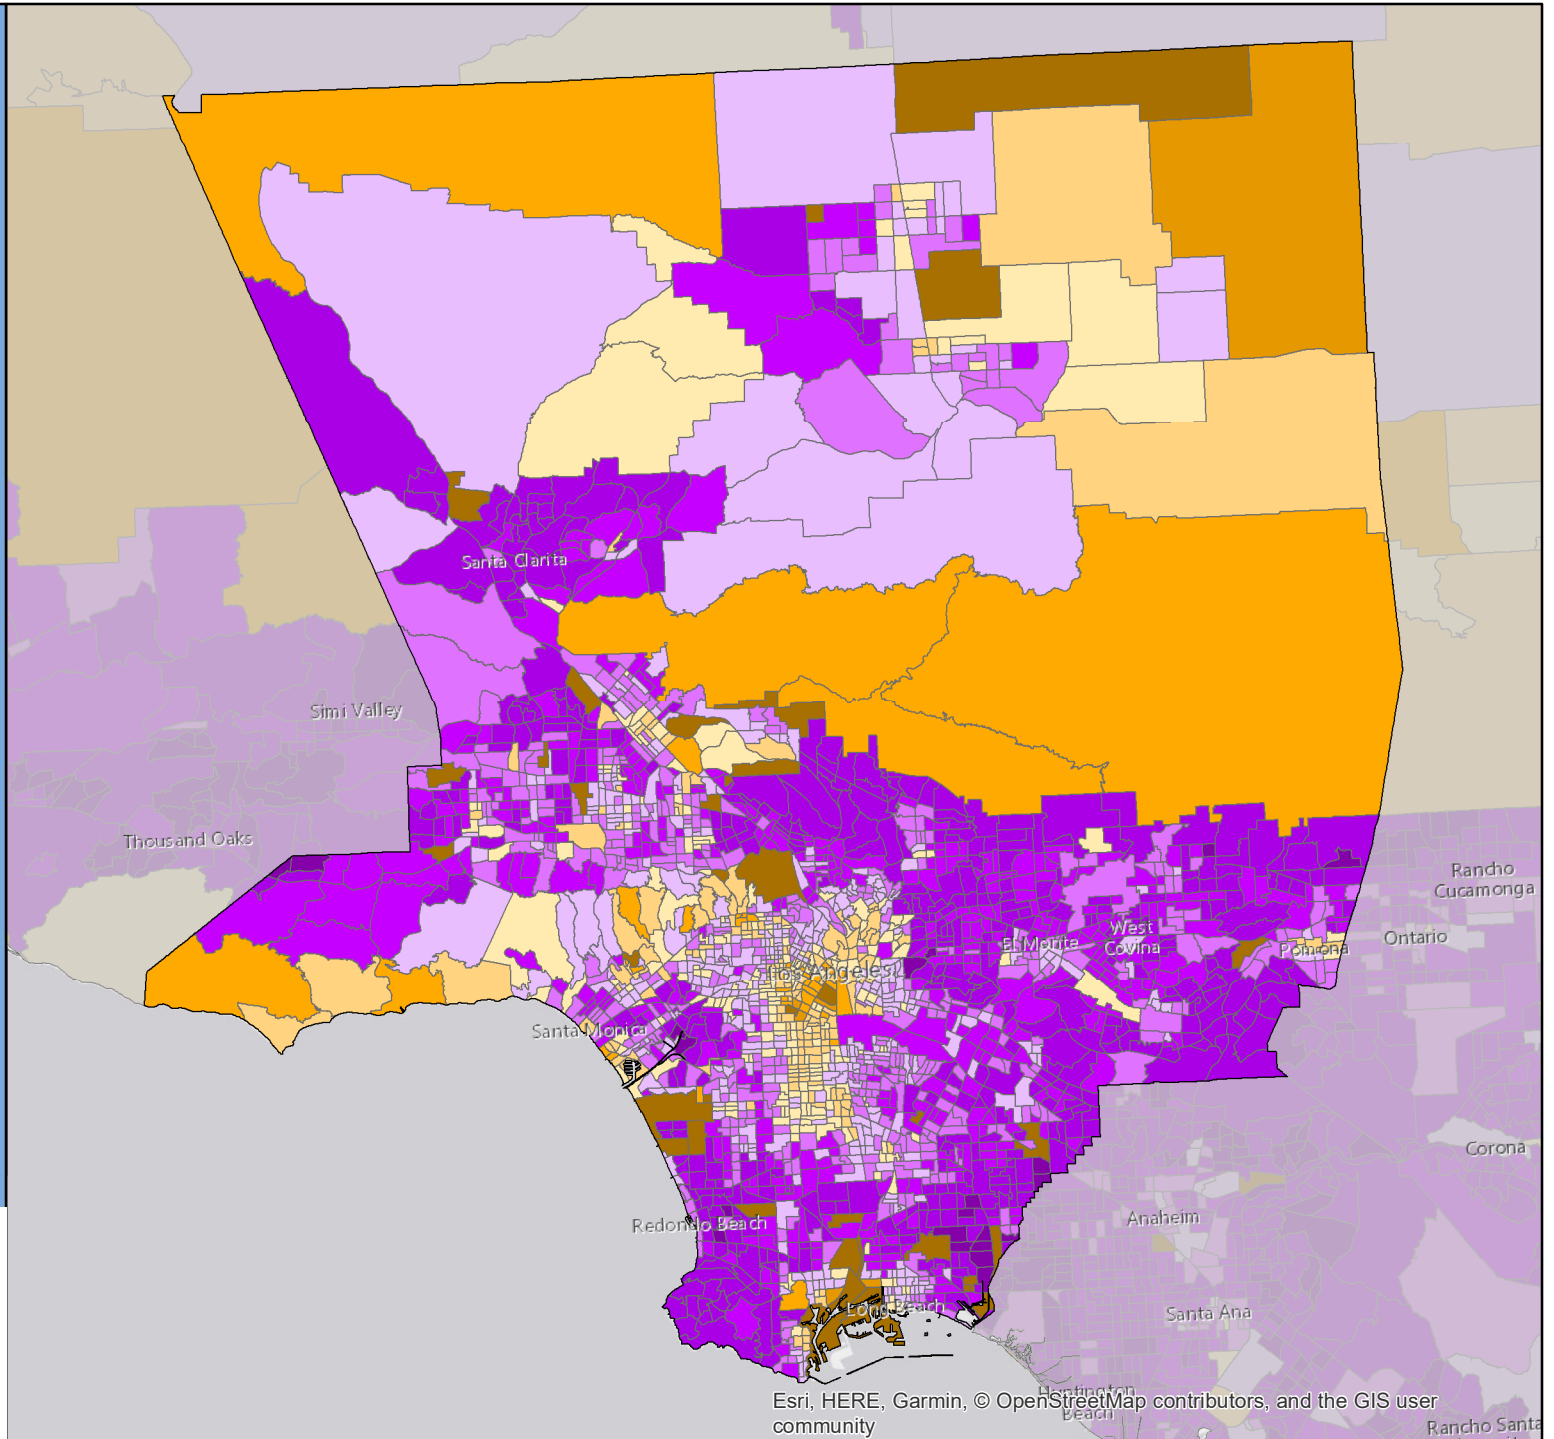 Santa Clarita
Simi Valley
Thousand Oaks
Rancho
Cucamonga
West
Covina
El Monte
Pomona
Ontario
Los Angeles
Santa Monica
Corona
Anaheim
Redondo Beach
Long Beach
Santa Ana
Huntington
Beach
Esri, HERE, Garmin, © OpenStreetMap contributors, and the GIS user
community
Rancho Santa